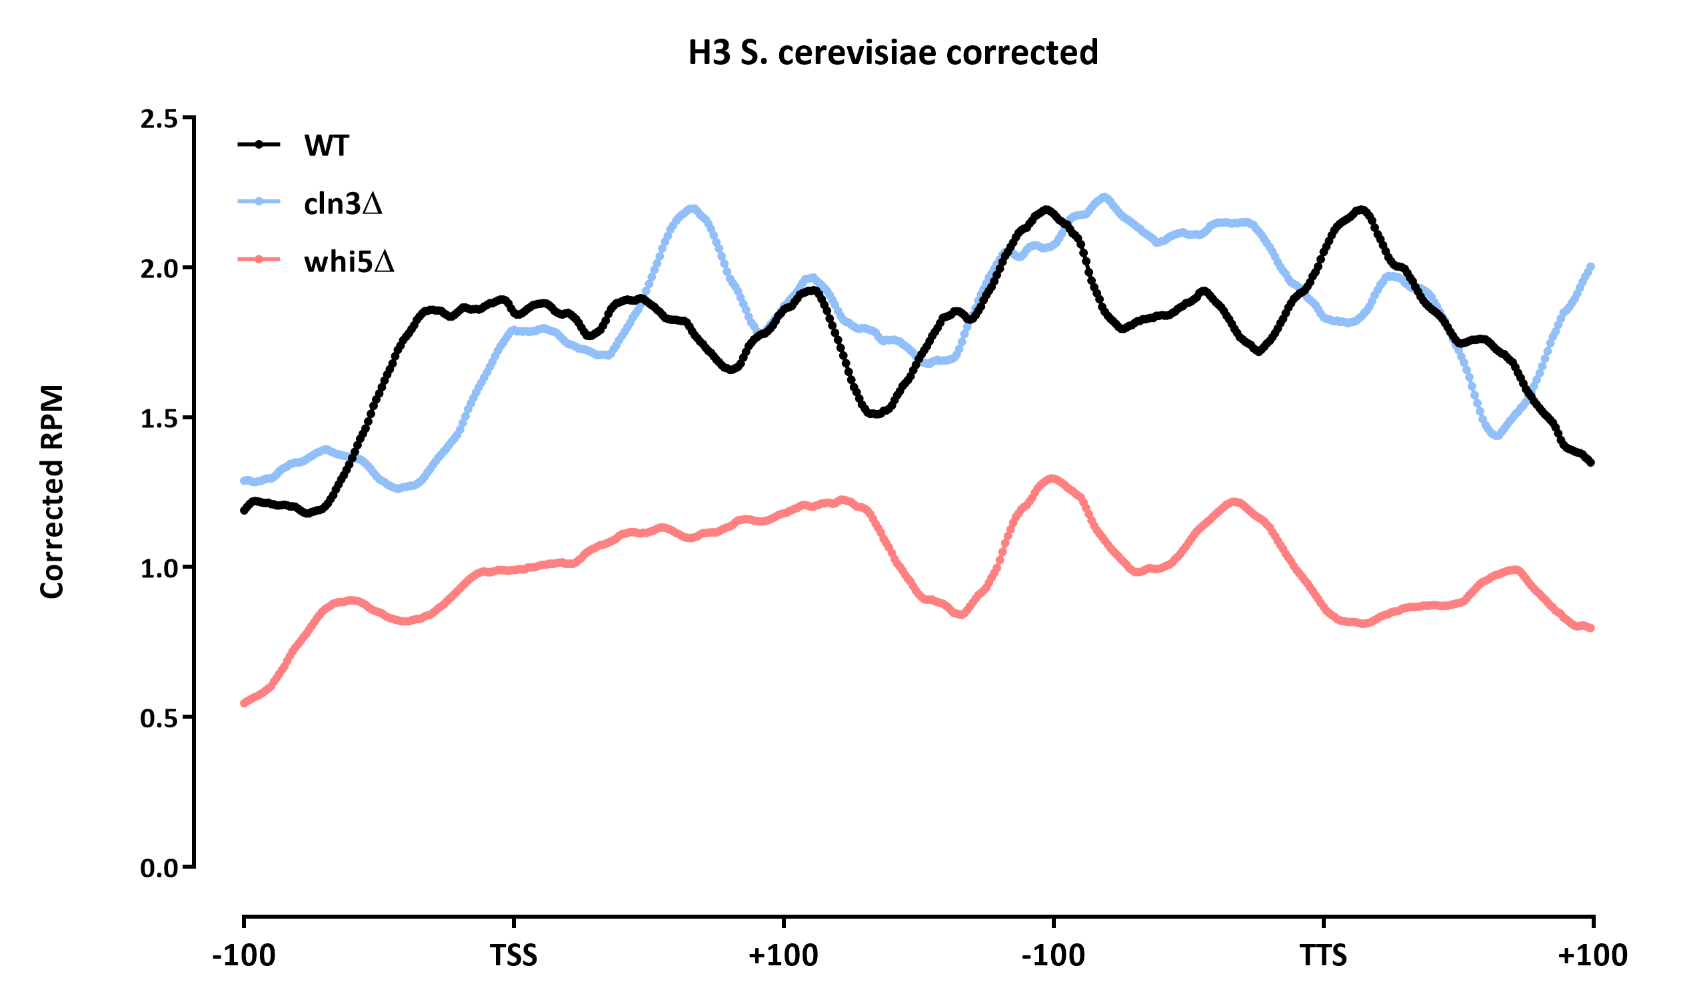 H3 S. cerevisiae corrected
2.5
WT
cln3Δ
2.0
whi5Δ
Corrected RPM
1.5
1.0
0.5
0.0
-100 TSS +100 -100 TTS +100